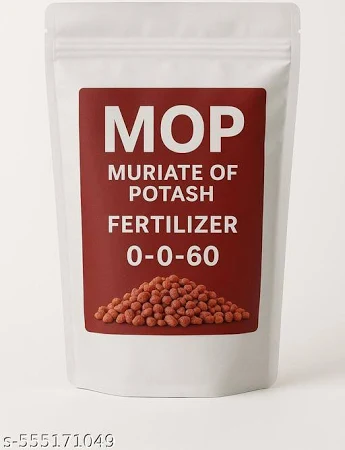 MOP
MURIATE OF
POTASH
FERTILIZER
0-0-60
s-555171049